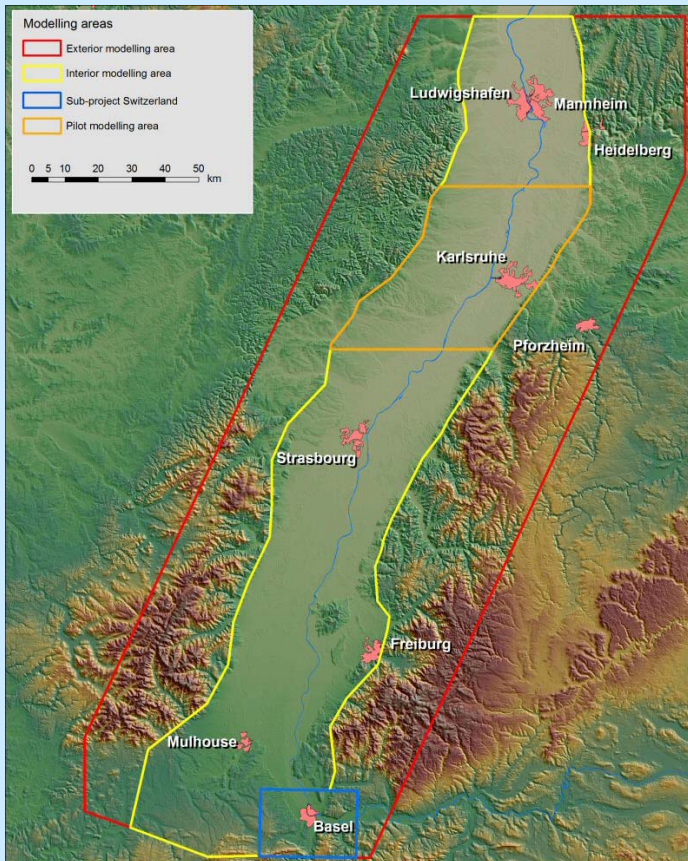 Modelling areas
Exterior modelling area
Interior modelling area
Sub-project Switzerland
Pilot modelling area
0 5 10 20 30 40 50
km
Ludwigshafen
Mannheim
Heidelberg
Karlsruhe
Pforzheim
Strasbourg
Freiburg
Mulhouse
Basel